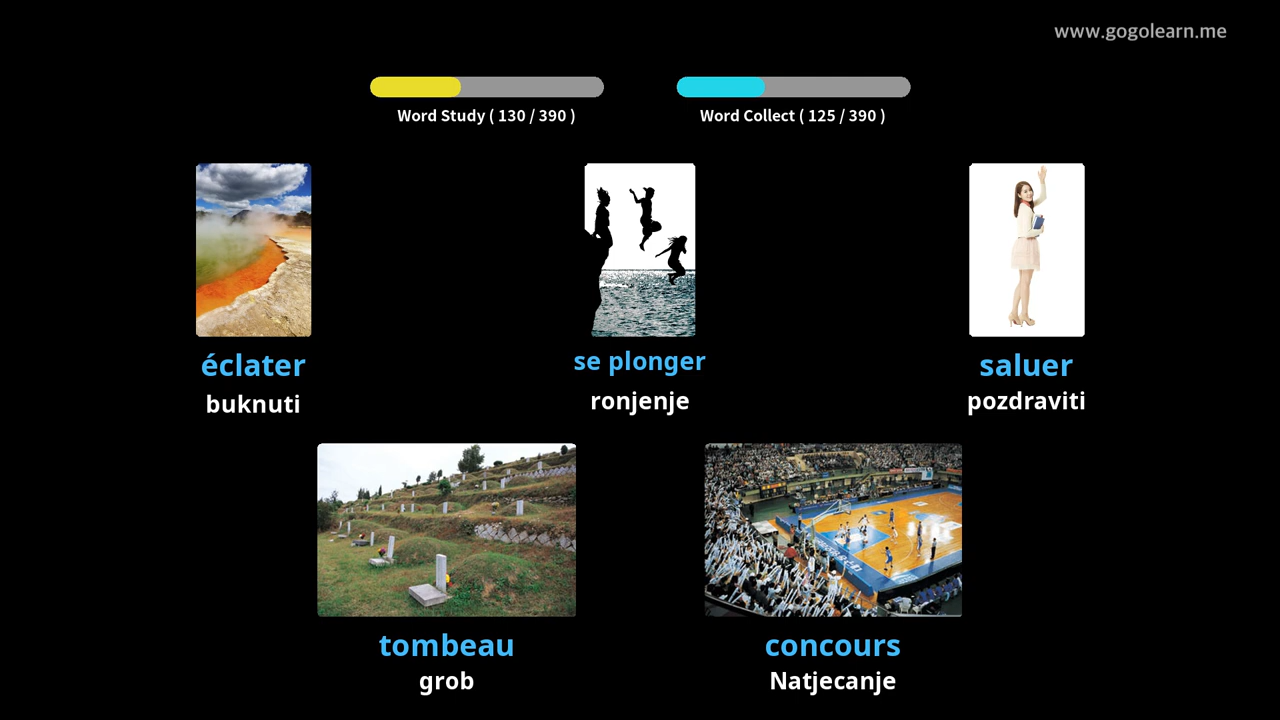 www.gogolearn.me
Word Study ( 130 / 390 )
Word Collect ( 125 / 390 )
éclater
se plonger
saluer
buknuti
ronjenje
pozdraviti
tombeau
concours
grob
Natjecanje